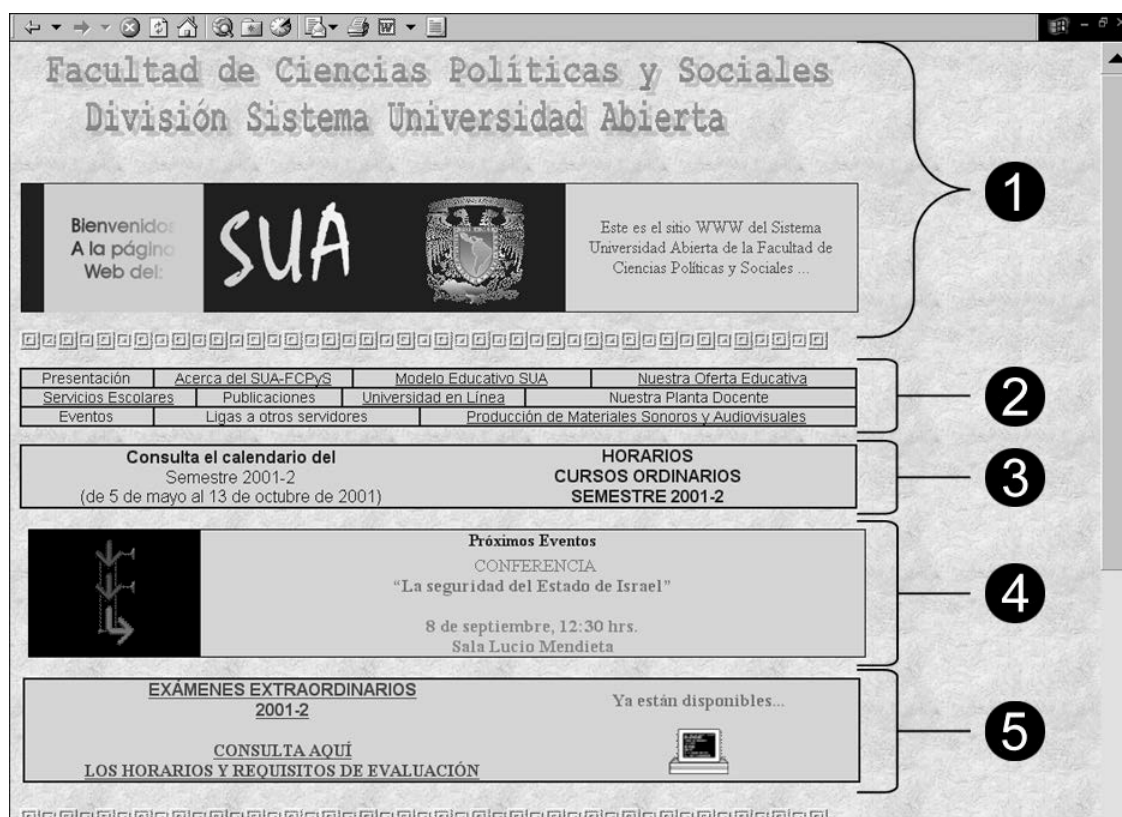 Facultad de Ciencias Políticas y Sociales
División Sistema Universidad Abierta
Bienvenidos
A la página
Web del:
SUA
Este es el sitio WWW del Sistema
Universidad Abierta de la Facultad de
Ciencias Políticas y Sociales ...
1
Presentación Acerca del SUA-FCPyS Modelo Educativo SUA Nuestra Oferta Educativa
Servicios Escolares Publicaciones Universidad en Línea Nuestra Planta Docente
Eventos Ligas a otros servidores Producción de Materiales Sonoros y Audiovisuales
2
Consulta el calendario del
Semestre 2001-2
(de 5 de mayo al 13 de octubre de 2001)
HORARIOS
CURSOS ORDINARIOS
SEMESTRE 2001-2
3
Próximos Eventos
CONFERENCIA
“La seguridad del Estado de Israel”
8 de septiembre, 12:30 hrs.
Sala Lucio Mendieta
4
EXÁMENES EXTRAORDINARIOS
2001-2
CONSULTA AQUÍ
LOS HORARIOS Y REQUISITOS DE EVALUACIÓN
Ya están disponibles...
5